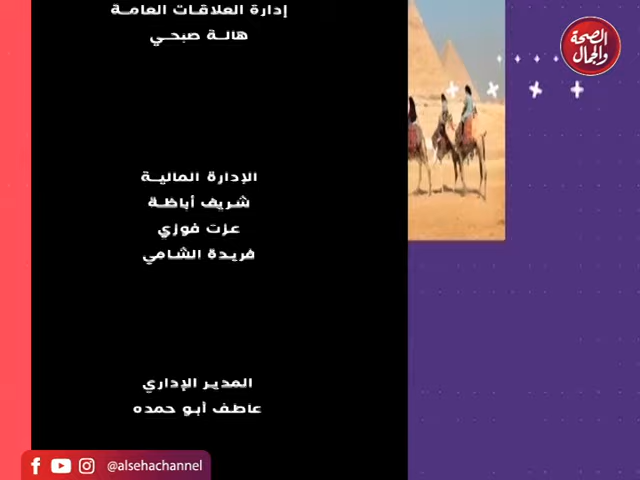 إدارة العلاقات العامة
هالة صبحي
الصحة
والجمال
الإدارة المالية
شريف أباظة
عزت فوزي
فريدة الشامي
المدير الإداري
عاطف أبو حمده
@alsehachannel